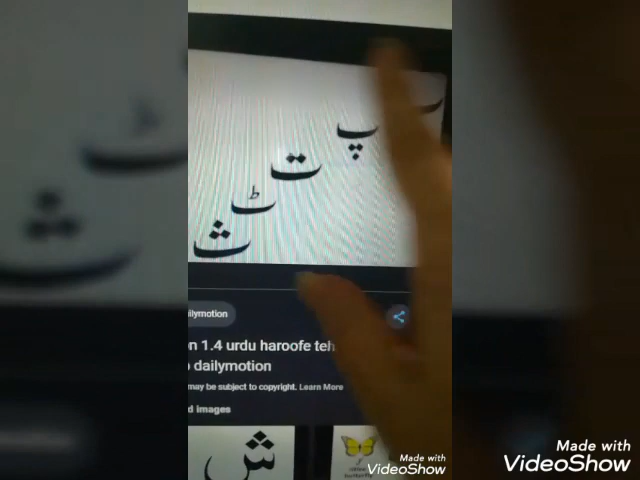 پ
ت
ٹ
ث
n 1.4 urdu haroofe teh
dailymotion
may be subject to copyright. Learn More
d images
ش
Made with
VideoShow
Made with
VideoShow